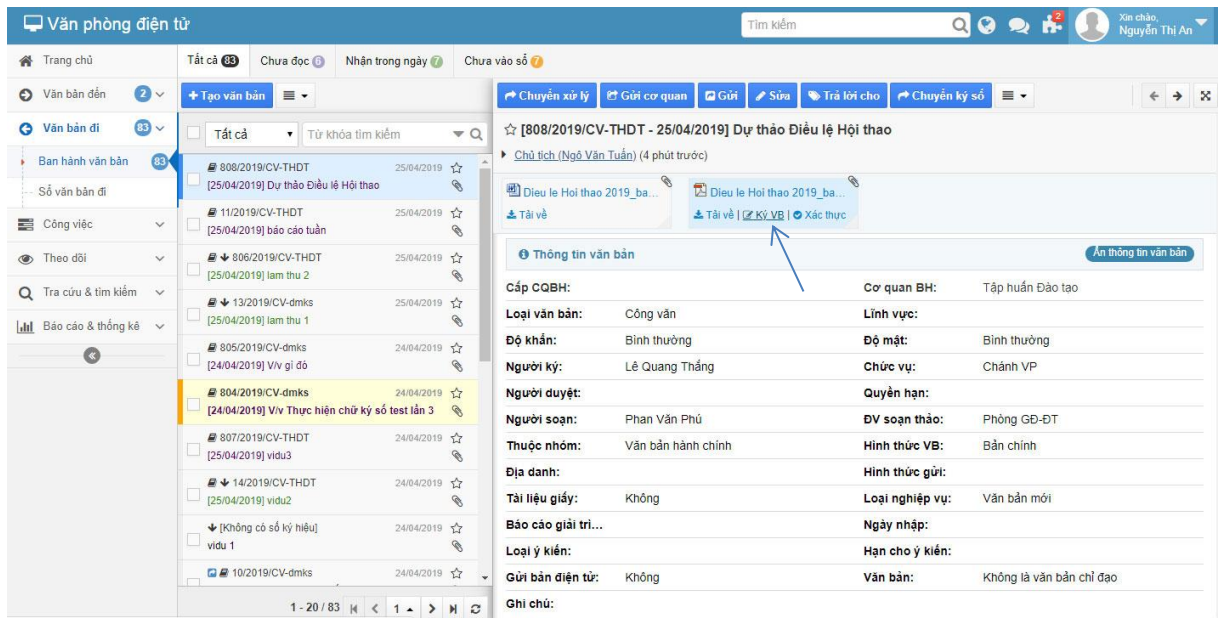 Văn phòng điện tử
Tìm kiếm
2
Xin chào,
Nguyễn Thị An
Trang chủ
Văn bản đến 2
Văn bản đi 83
Ban hành văn bản 83
Sổ văn bản đi
Công việc
Theo dõi
Tra cứu & tìm kiếm
Báo cáo & thống kê
Tất cả 83 Chưa đọc 6 Nhận trong ngày 7 Chưa vào sổ 7
+ Tạo văn bản
Tất cả Từ khóa tìm kiếm
808/2019/CV-THDT 25/04/2019
[25/04/2019] Dự thảo Điều lệ Hội thao
11/2019/CV-THDT 25/04/2019
[25/04/2019] báo cáo tuần
806/2019/CV-THDT 25/04/2019
[25/04/2019] lam thu 2
13/2019/CV-dmks 25/04/2019
[25/04/2019] lam thu 1
805/2019/CV-dmks 24/04/2019
[24/04/2019] V/v gì đó
804/2019/CV-dmks 24/04/2019
[24/04/2019] V/v Thực hiện chữ ký số test lần 3
807/2019/CV-THDT 24/04/2019
[25/04/2019] vidu3
14/2019/CV-THDT 24/04/2019
[25/04/2019] vidu2
[Không có số ký hiệu] 24/04/2019
vidu 1
10/2019/CV-dmks 24/04/2019
1 - 20 / 83 1
Chuyển xử lý Gửi cơ quan Gửi Sửa Trả lời cho Chuyển ký số
[808/2019/CV-THDT - 25/04/2019] Dự thảo Điều lệ Hội thao
Chủ tịch (Ngô Văn Tuấn) (4 phút trước)
Dieu le Hoi thao 2019_ba...
Tải về
Dieu le Hoi thao 2019_ba...
Tải về | Ký VB | Xác thực
Thông tin văn bản
Ẩn thông tin văn bản
Cấp CQBH: Cơ quan BH: Tập huấn Đào tạo
Loại văn bản: Công văn Lĩnh vực:
Độ khẩn: Bình thường Độ mật: Bình thường
Người ký: Lê Quang Thắng Chức vụ: Chánh VP
Người duyệt: Quyền hạn:
Người soạn: Phan Văn Phú ĐV soạn thảo: Phòng GĐ-ĐT
Thuộc nhóm: Văn bản hành chính Hình thức VB: Bản chính
Địa danh: Hình thức gửi:
Tài liệu giấy: Không Loại nghiệp vụ: Văn bản mới
Báo cáo giải trì... Ngày nhập:
Loại ý kiến: Hạn cho ý kiến:
Gửi bản điện tử: Không Văn bản: Không là văn bản chỉ đạo
Ghi chú: